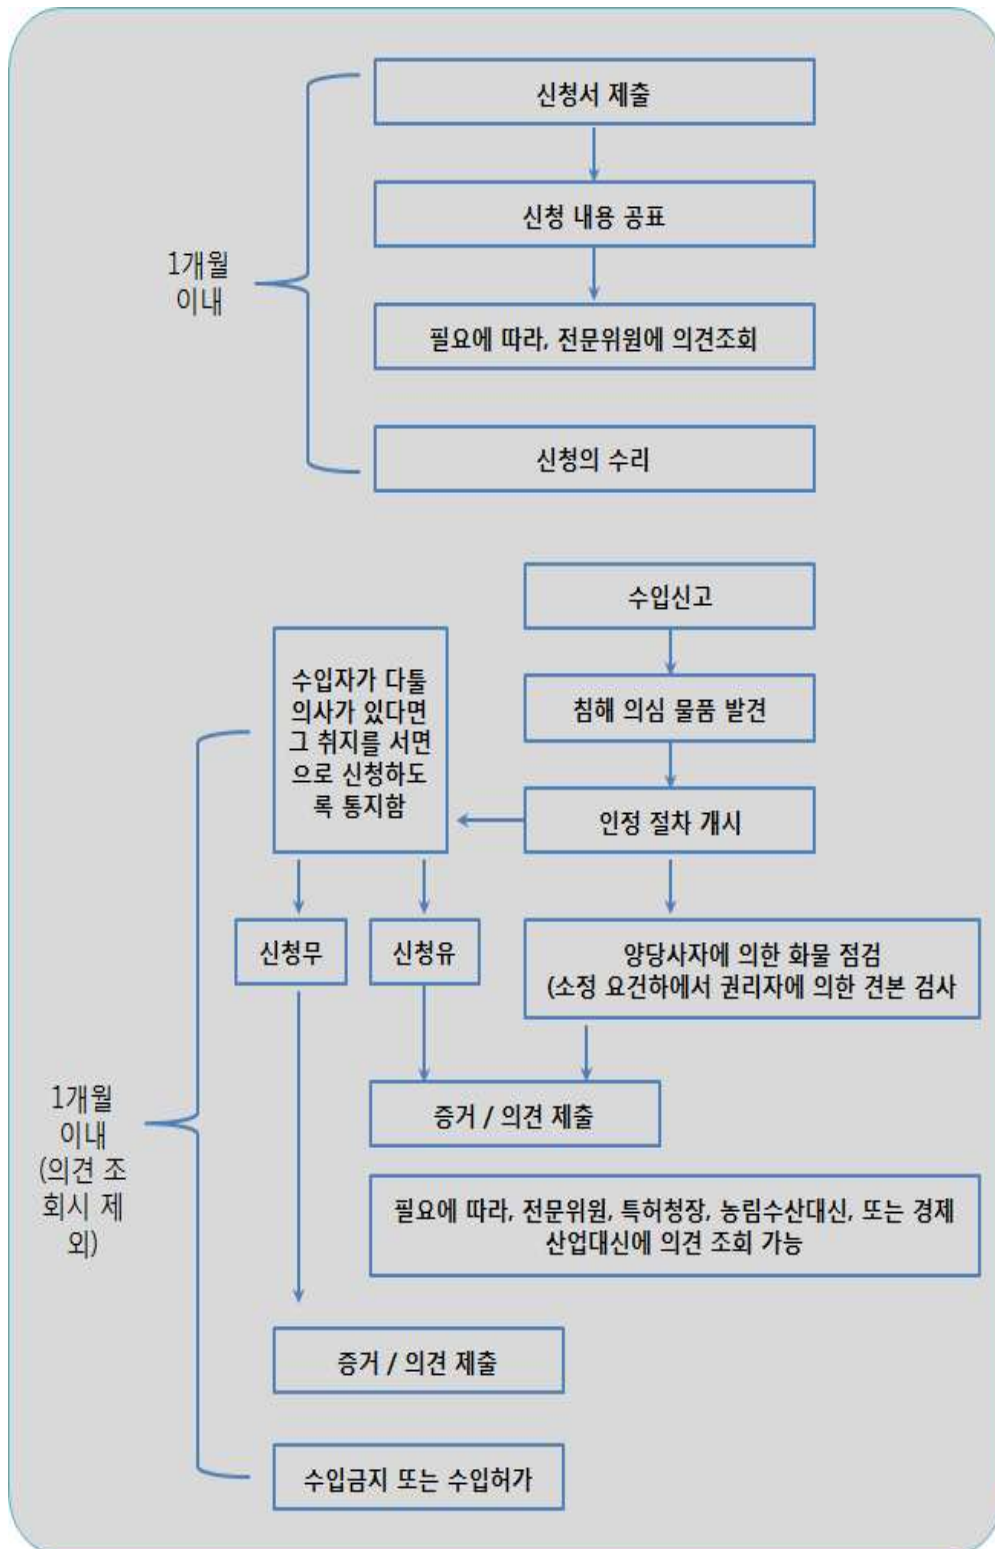 신청서 제출
신청 내용 공표
1개월
이내
필요에 따라, 전문위원에 의견조회
신청의 수리
수입신고
수입자가 다툴
의사가 있다면
그 취지를 서면
으로 신청하도
록 통지함
침해 의심 물품 발견
인정 절차 개시
신청무
신청유
양당사자에 의한 화물 점검
(소정 요건하에서 권리자에 의한 견본 검사
1개월
이내
(의견 조
회시 제
외)
증거 / 의견 제출
필요에 따라, 전문위원, 특허청장, 농림수산대신, 또는 경제
산업대신에 의견 조회 가능
증거 / 의견 제출
수입금지 또는 수입허가